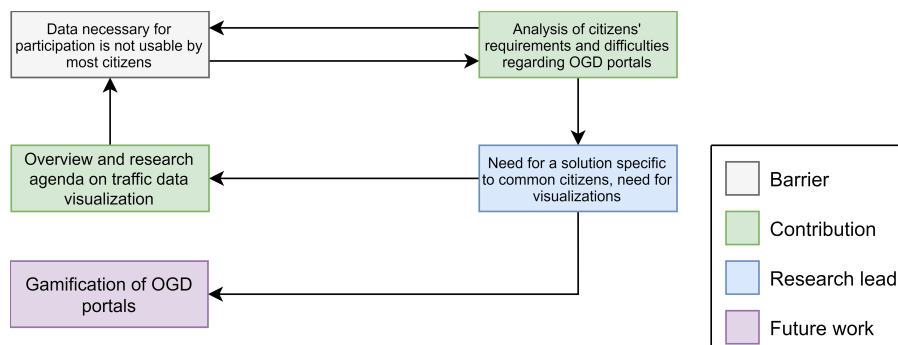 Data necessary for
participation is not usable by
most citizens
Analysis of citizens'
requirements and difficulties
regarding OGD portals
Overview and research
agenda on traffic data
visualization
Need for a solution specific
to common citizens, need for
visualizations
Gamification of OGD
portals
Barrier
Contribution
Research lead
Future work